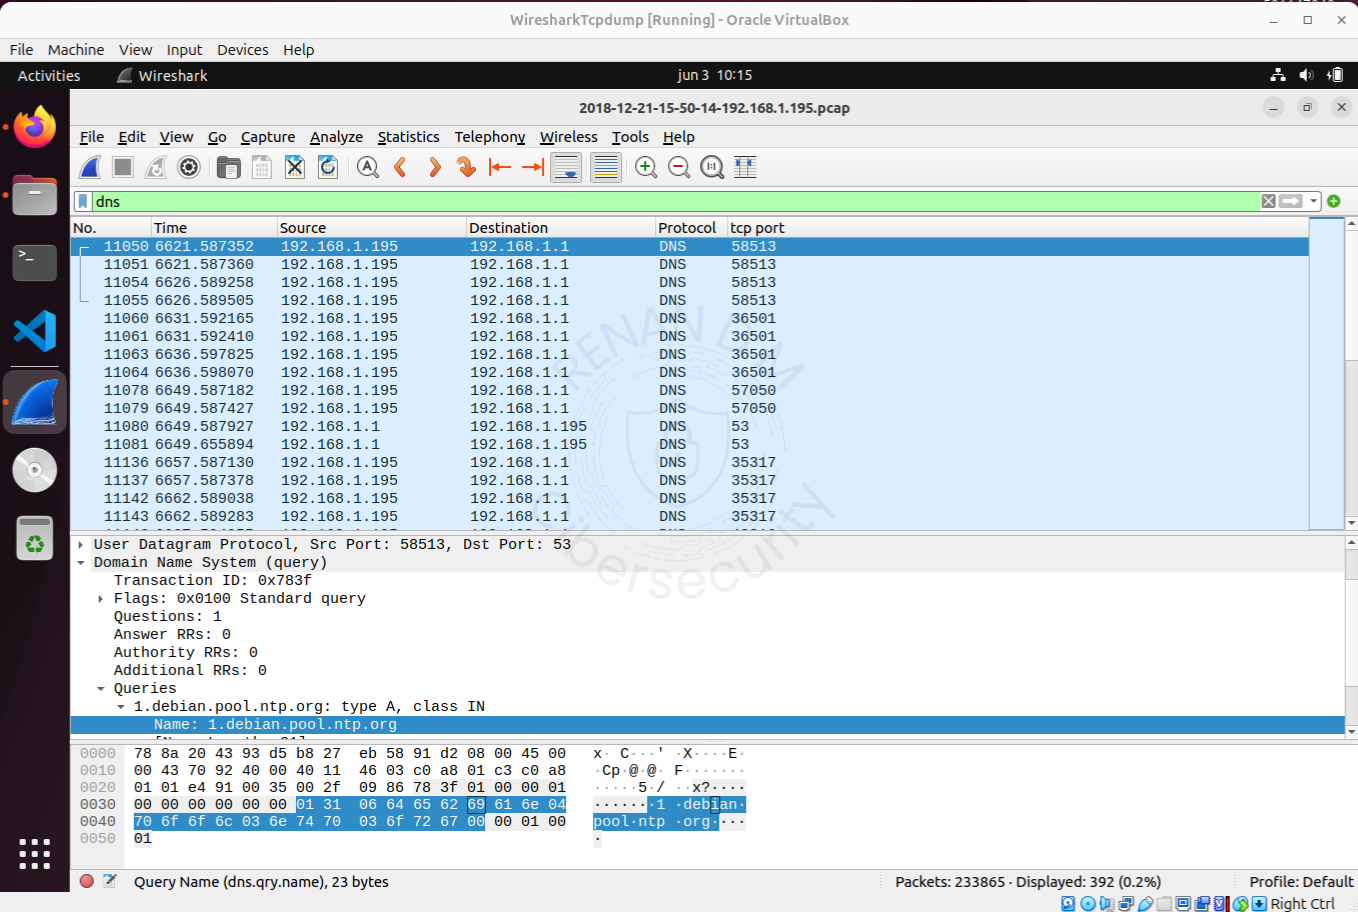 WiresharkTcpdump [Running] - Oracle VirtualBox
File Machine View Input Devices Help
Activities Wireshark jun 3 10:15
2018-12-21-15-50-14-192.168.1.195.pcap
File Edit View Go Capture Analyze Statistics Telephony Wireless Tools Help
dns
No. Time Source Destination Protocol tcp port
11050 6621.587352 192.168.1.195 192.168.1.1 DNS 58513
11051 6621.587360 192.168.1.195 192.168.1.1 DNS 58513
11054 6626.589258 192.168.1.195 192.168.1.1 DNS 58513
11055 6626.589505 192.168.1.195 192.168.1.1 DNS 58513
11060 6631.592165 192.168.1.195 192.168.1.1 DNS 36501
11061 6631.592410 192.168.1.195 192.168.1.1 DNS 36501
11063 6636.597825 192.168.1.195 192.168.1.1 DNS 36501
11064 6636.598070 192.168.1.195 192.168.1.1 DNS 36501
11078 6649.587182 192.168.1.195 192.168.1.1 DNS 57050
11079 6649.587427 192.168.1.195 192.168.1.1 DNS 57050
11080 6649.587927 192.168.1.1 192.168.1.195 DNS 53
11081 6649.655894 192.168.1.1 192.168.1.195 DNS 53
11136 6657.587130 192.168.1.195 192.168.1.1 DNS 35317
11137 6657.587378 192.168.1.195 192.168.1.1 DNS 35317
11142 6662.589038 192.168.1.195 192.168.1.1 DNS 35317
11143 6662.589283 192.168.1.195 192.168.1.1 DNS 35317
Cibersecurity
User Datagram Protocol, Src Port: 58513, Dst Port: 53
Domain Name System (query)
Transaction ID: 0x783f
Flags: 0x0100 Standard query
Questions: 1
Answer RRs: 0
Authority RRs: 0
Additional RRs: 0
Queries
1.debian.pool.ntp.org: type A, class IN
Name: 1.debian.pool.ntp.org
0000 78 8a 20 43 93 d5 b8 27 eb 58 91 d2 08 00 45 00 x· C···' ·X····E·
0010 00 43 70 92 40 00 40 11 46 03 c0 a8 01 c3 c0 a8 ·Cp·@·@· F·······
0020 01 01 e4 91 00 35 00 2f 09 86 78 3f 01 00 00 01 ·····5·/ ··x?····
0030 00 00 00 00 00 00 01 31 06 64 65 62 69 61 6e 04 ·······1 ·debian·
0040 70 6f 6f 6c 03 6e 74 70 03 6f 72 67 00 00 01 00 pool·ntp ·org····
0050 01 ·
Query Name (dns.qry.name), 23 bytes Packets: 233865 · Displayed: 392 (0.2%) Profile: Default
Right Ctrl